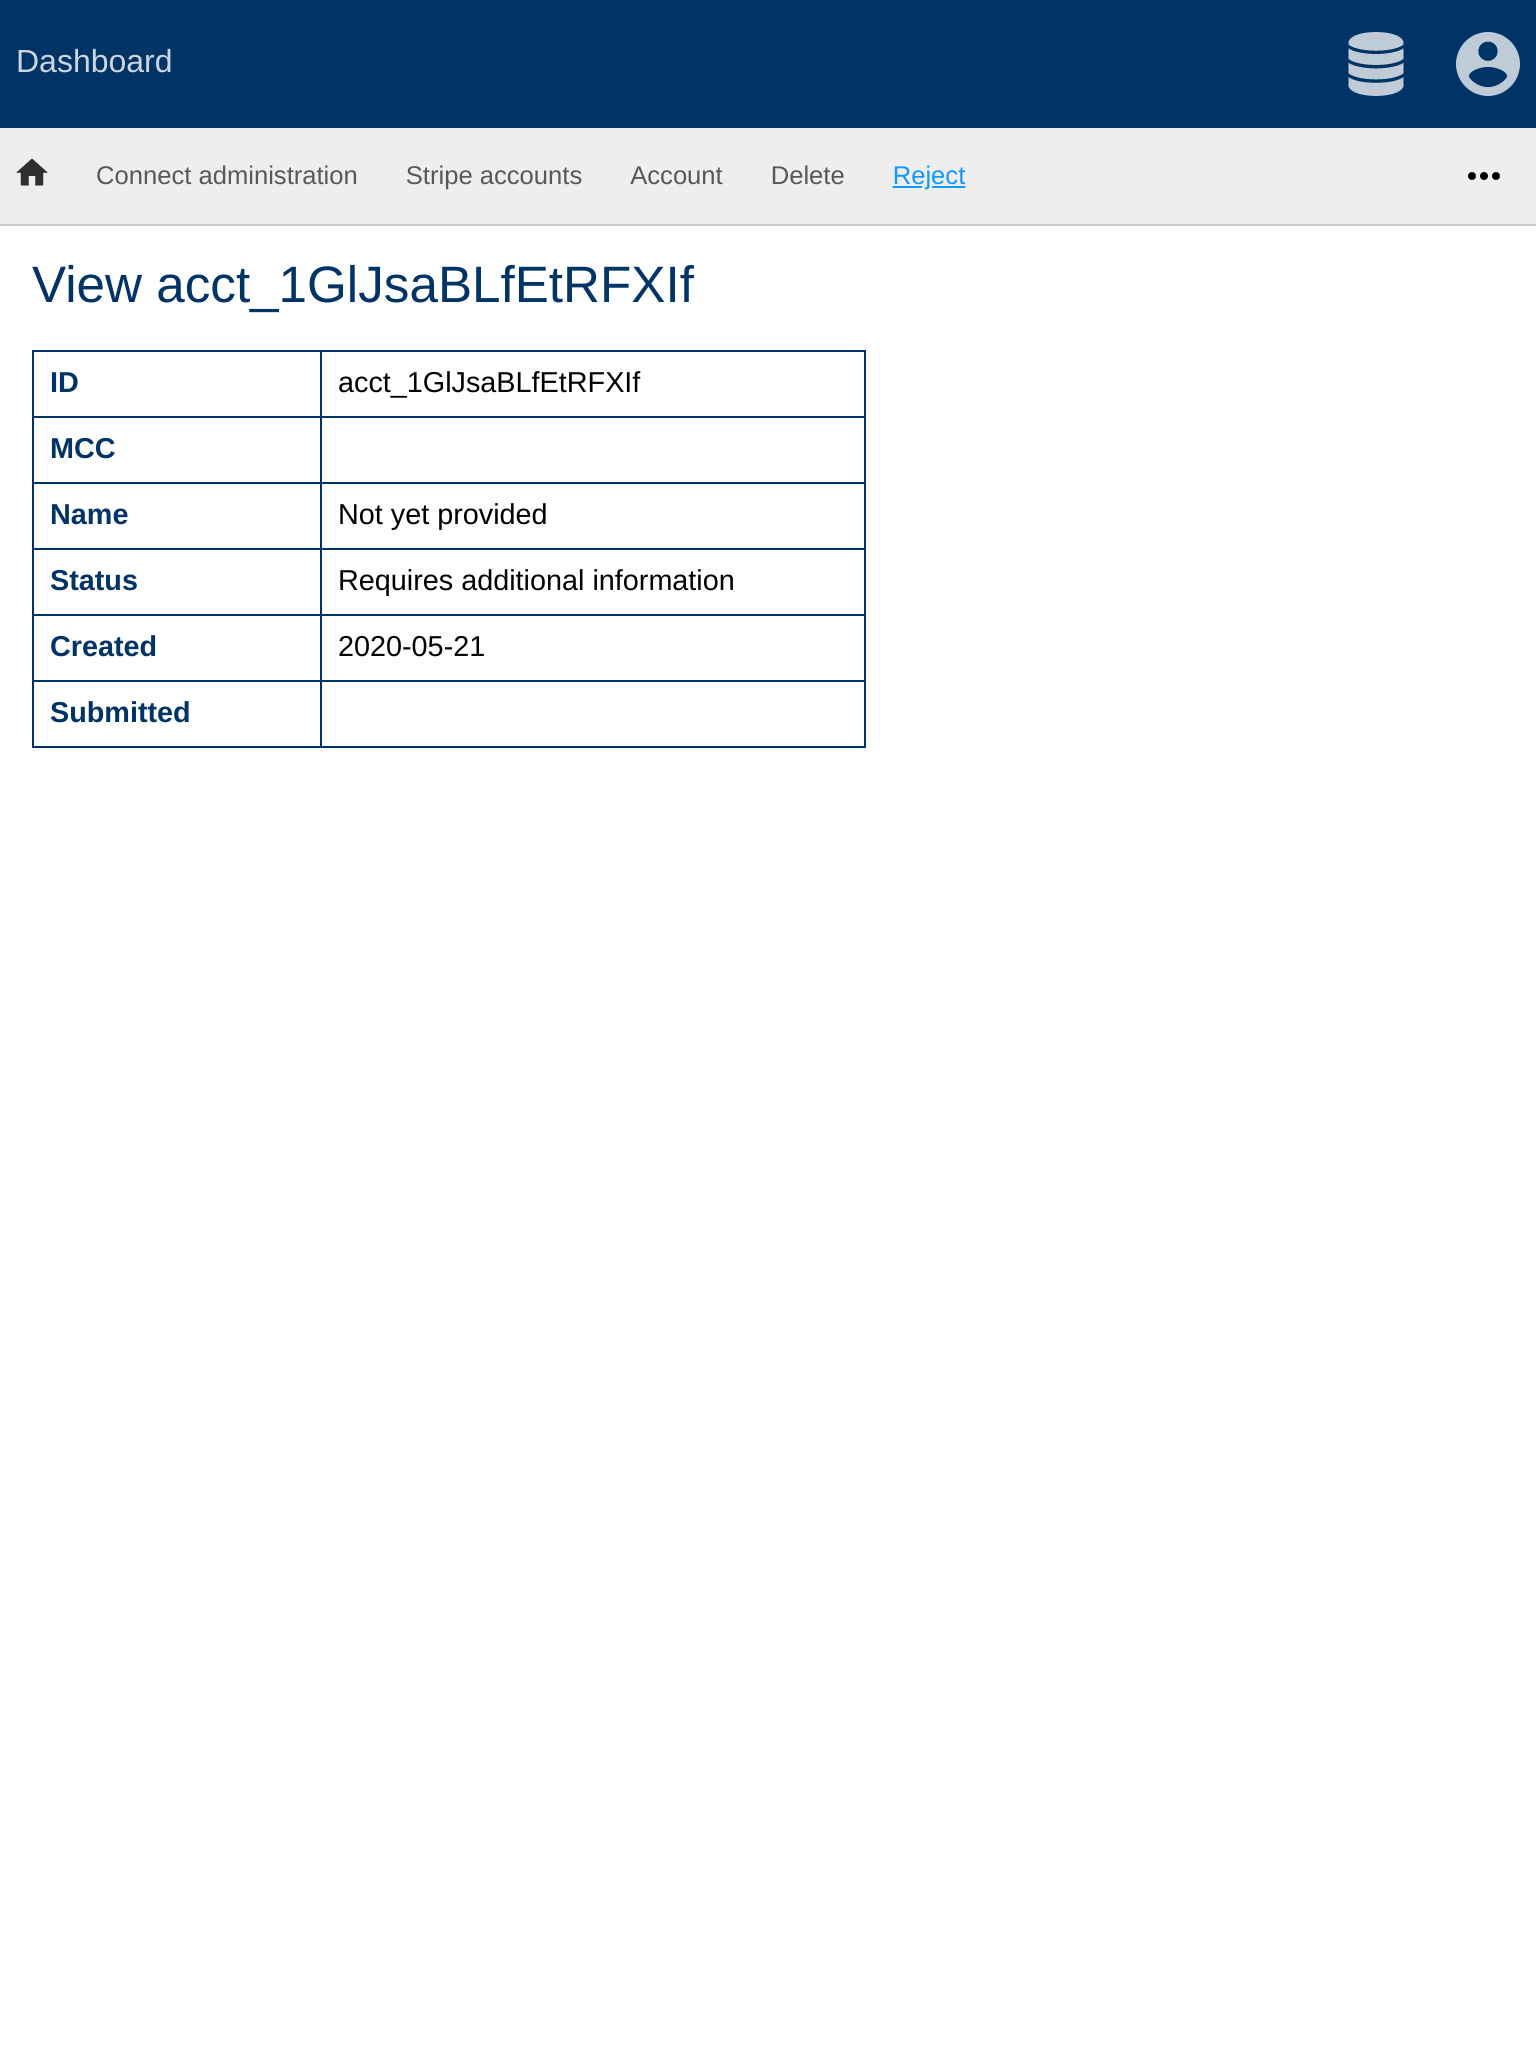 Dashboard
Connect administration Stripe accounts Account Delete Reject
View acct_1GlJsaBLfEtRFXIf
ID acct_1GlJsaBLfEtRFXIf
MCC
Name Not yet provided
Status Requires additional information
Created 2020-05-21
Submitted